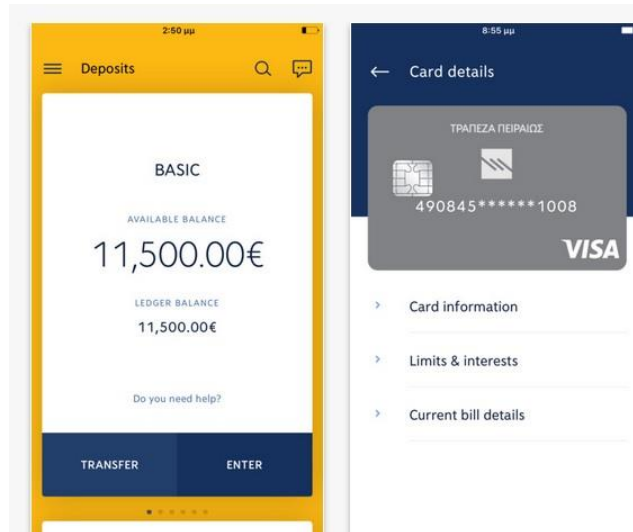 2:50 μμ
Deposits
BASIC
AVAILABLE BALANCE
11,500.00€
LEDGER BALANCE
11,500.00€
Do you need help?
TRANSFER
ENTER
8:55 μμ
Card details
ΤΡΑΠΕΖΑ ΠΕΙΡΑΙΩΣ
490845******1008
VISA
Card information
Limits & interests
Current bill details